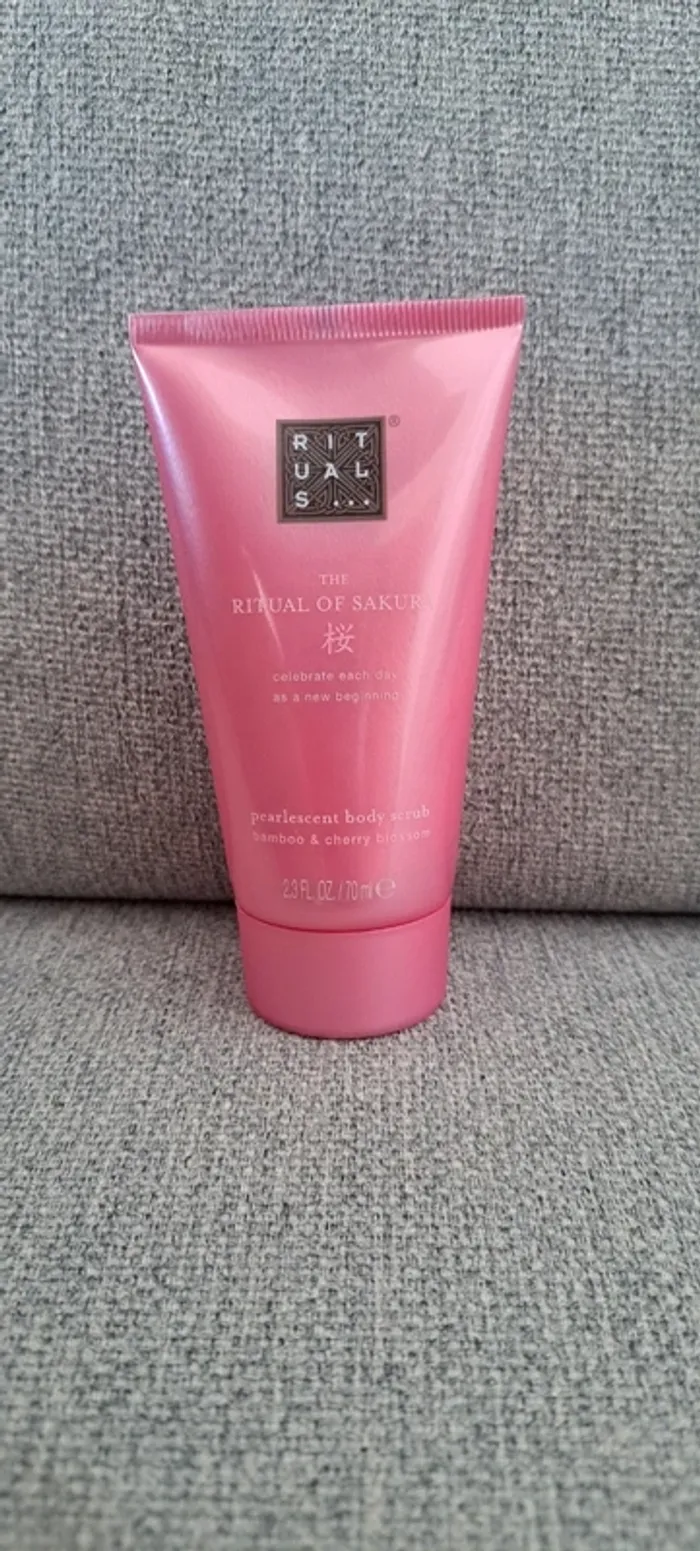 RIT
UAL
S...
®
THE
RITUAL OF SAKURA
桜
celebrate each day
as a new beginning
pearlescent body scrub
bamboo & cherry blossom
2.3 FL. OZ. / 70 ml ℮